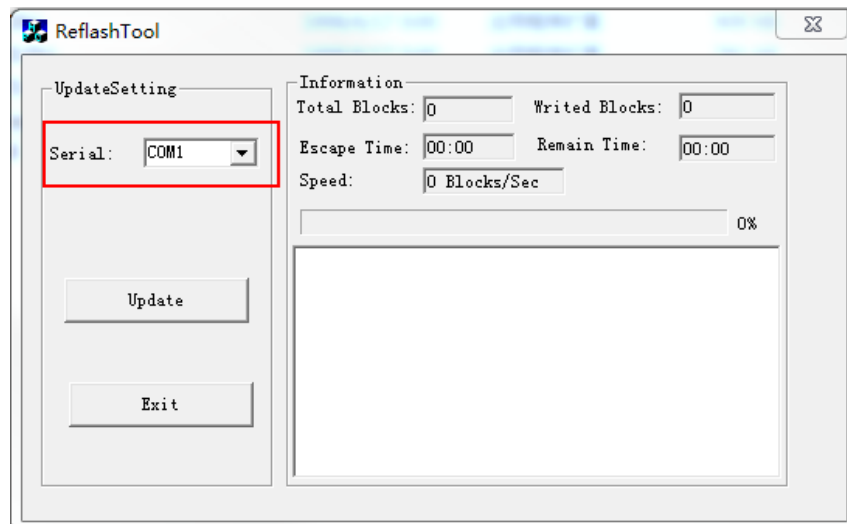 ReflashTool
UpdateSetting
Serial: COM1
Update
Exit
Information
Total Blocks: 0 Writed Blocks: 0
Escape Time: 00:00 Remain Time: 00:00
Speed: 0 Blocks/Sec
0%